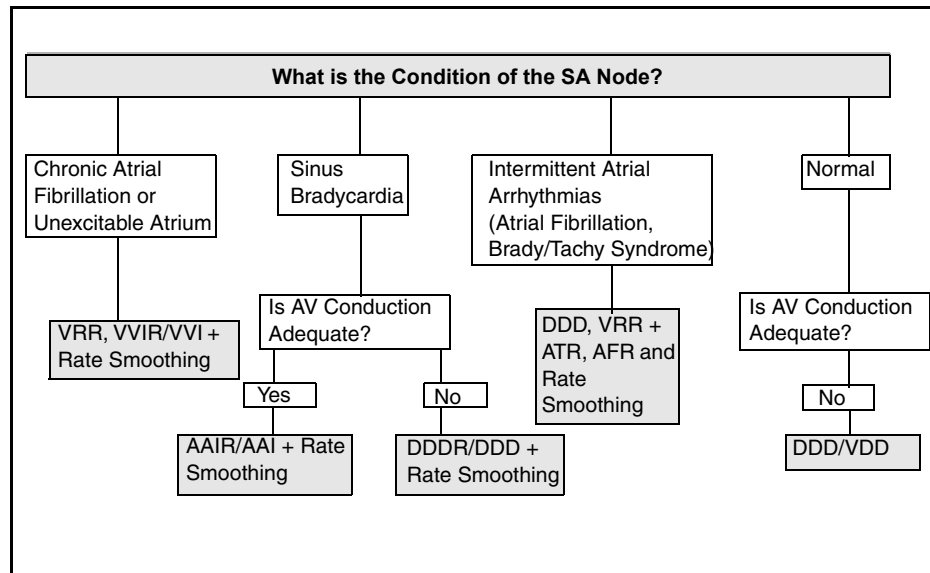 What is the Condition of the SA Node?
Chronic Atrial
Fibrillation or
Unexcitable Atrium
VRR, VVIR/VVI +
Rate Smoothing
Sinus
Bradycardia
Is AV Conduction
Adequate?
Yes
AAIR/AAI + Rate
Smoothing
No
DDDR/DDD +
Rate Smoothing
Intermittent Atrial
Arrhythmias
(Atrial Fibrillation,
Brady/Tachy Syndrome)
DDD, VRR +
ATR, AFR and
Rate
Smoothing
Normal
Is AV Conduction
Adequate?
No
DDD/VDD